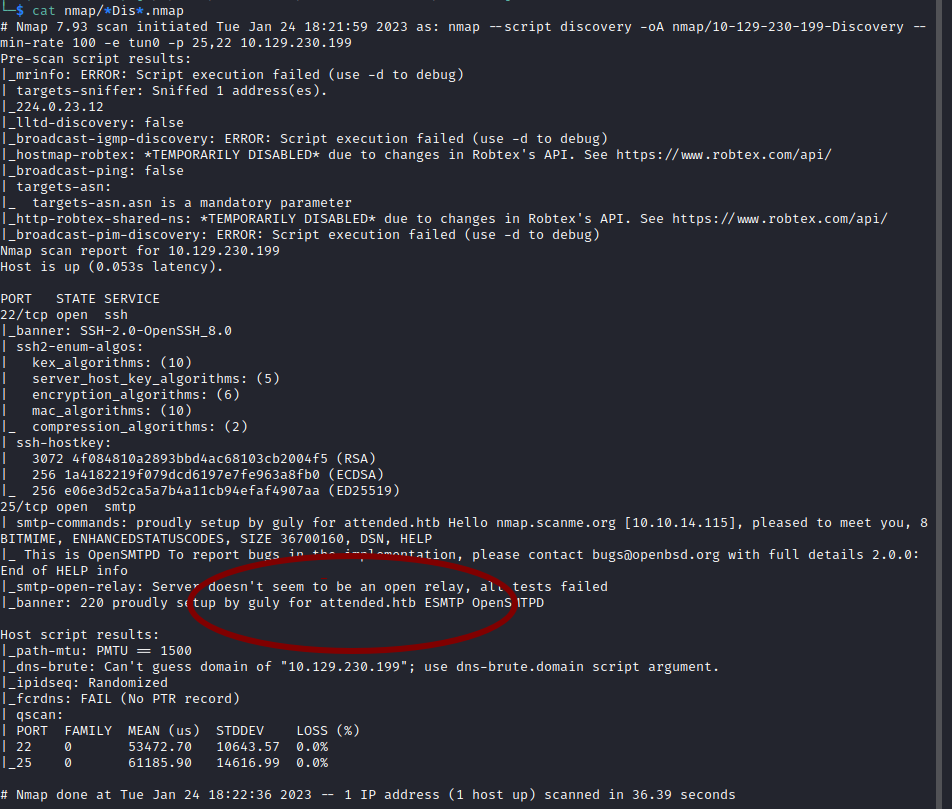 └─$ cat nmap/*Dis*.nmap
# Nmap 7.93 scan initiated Tue Jan 24 18:21:59 2023 as: nmap --script discovery -oA nmap/10-129-230-199-Discovery --
min-rate 100 -e tun0 -p 25,22 10.129.230.199
Pre-scan script results:
|_mrinfo: ERROR: Script execution failed (use -d to debug)
| targets-sniffer: Sniffed 1 address(es).
|_224.0.23.12
|_lltd-discovery: false
|_broadcast-igmp-discovery: ERROR: Script execution failed (use -d to debug)
|_hostmap-robtex: *TEMPORARILY DISABLED* due to changes in Robtex's API. See https://www.robtex.com/api/
|_broadcast-ping: false
| targets-asn:
|_  targets-asn.asn is a mandatory parameter
|_http-robtex-shared-ns: *TEMPORARILY DISABLED* due to changes in Robtex's API. See https://www.robtex.com/api/
|_broadcast-pim-discovery: ERROR: Script execution failed (use -d to debug)
Nmap scan report for 10.129.230.199
Host is up (0.053s latency).
PORT   STATE SERVICE
22/tcp open  ssh
|_banner: SSH-2.0-OpenSSH_8.0
| ssh2-enum-algos:
|   kex_algorithms: (10)
|   server_host_key_algorithms: (5)
|   encryption_algorithms: (6)
|   mac_algorithms: (10)
|_  compression_algorithms: (2)
| ssh-hostkey:
|   3072 4f084810a2893bbd4ac68103cb2004f5 (RSA)
|   256 1a4182219f079dcd6197e7fe963a8fb0 (ECDSA)
|_  256 e06e3d52ca5a7b4a11cb94efaf4907aa (ED25519)
25/tcp open  smtp
| smtp-commands: proudly setup by guly for attended.htb Hello nmap.scanme.org [10.10.14.115], pleased to meet you, 8
BITMIME, ENHANCEDSTATUSCODES, SIZE 36700160, DSN, HELP
|_ This is OpenSMTPD To report bugs in the implementation, please contact bugs@openbsd.org with full details 2.0.0:
End of HELP info
|_smtp-open-relay: Server doesn't seem to be an open relay, all tests failed
|_banner: 220 proudly setup by guly for attended.htb ESMTP OpenSMTPD
Host script results:
|_path-mtu: PMTU == 1500
|_dns-brute: Can't guess domain of "10.129.230.199"; use dns-brute.domain script argument.
|_ipidseq: Randomized
|_fcrdns: FAIL (No PTR record)
| qscan:
| PORT  FAMILY  MEAN (us)  STDDEV    LOSS (%)
| 22    0       53472.70   10643.57  0.0%
|_25    0       61185.90   14616.99  0.0%
# Nmap done at Tue Jan 24 18:22:36 2023 -- 1 IP address (1 host up) scanned in 36.39 seconds